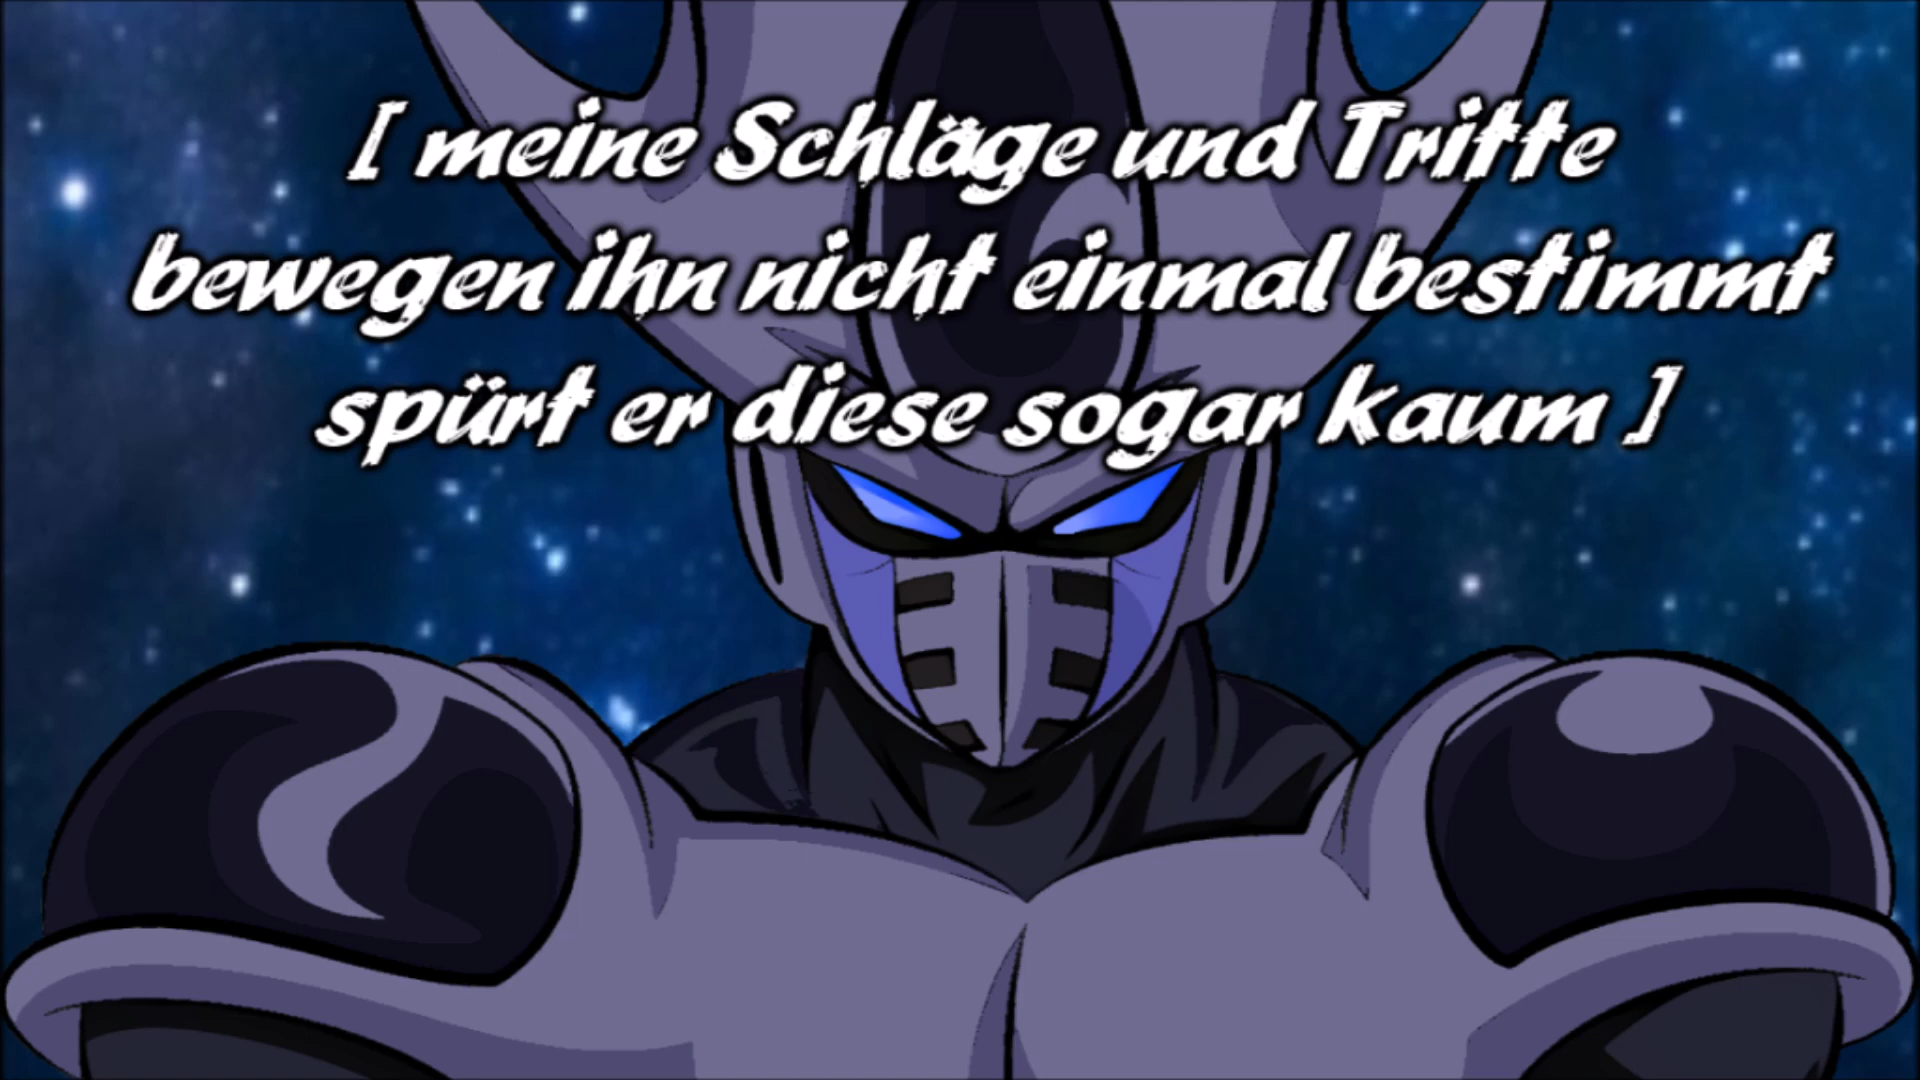 [ meine Schläge und Tritte
bewegen ihn nicht einmal bestimmt
spürt er diese sogar kaum ]